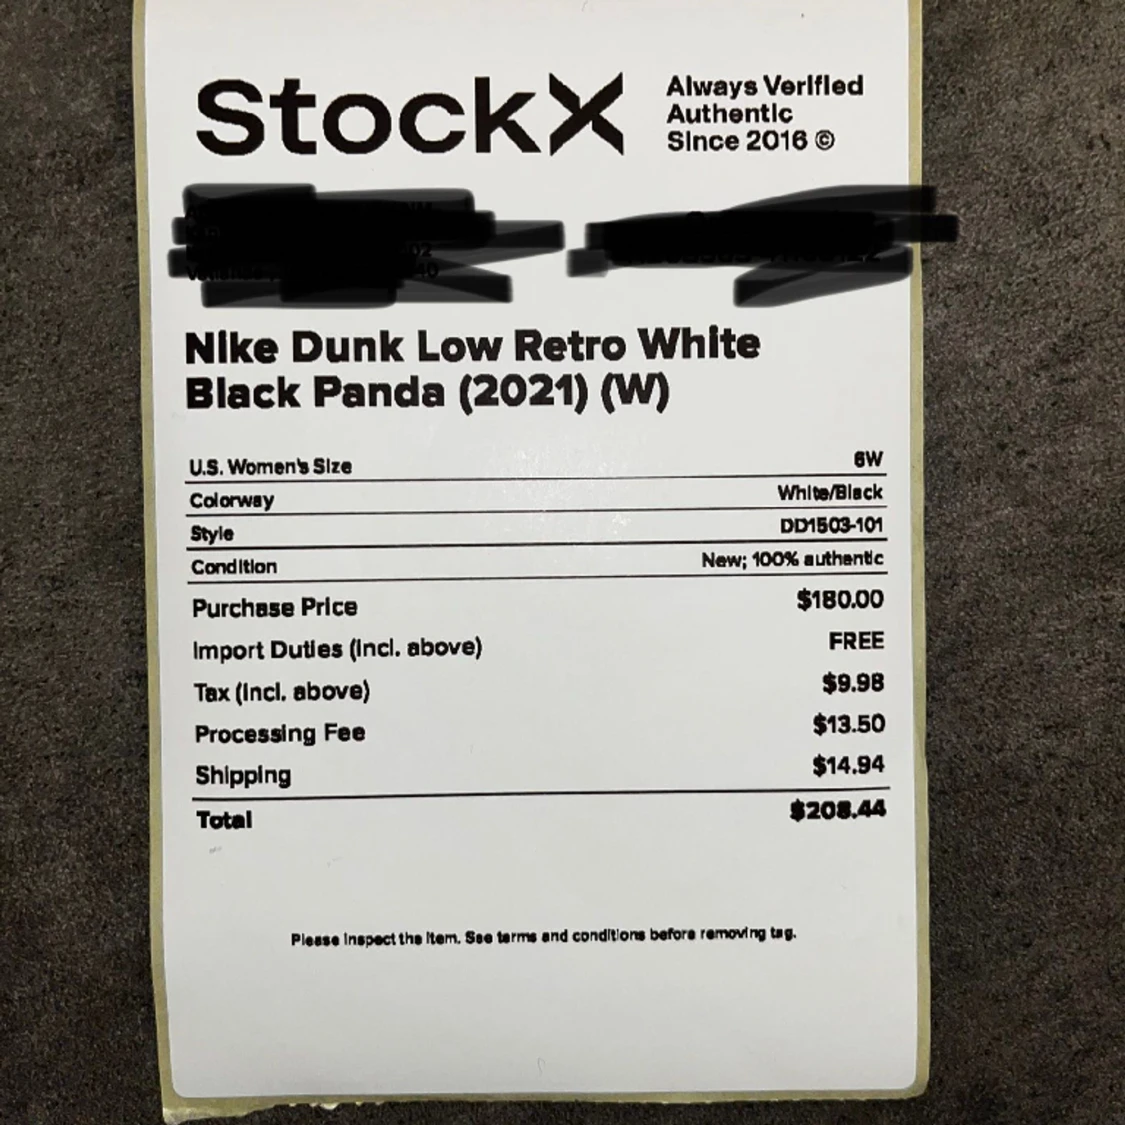 StockX
Always Verified
Authentic
Since 2016 ©
Nike Dunk Low Retro White
Black Panda (2021) (W)
U.S. Women's Size 6W
Colorway White/Black
Style DD1503-101
Condition New; 100% authentic
Purchase Price $180.00
Import Duties (Incl. above) FREE
Tax (Incl. above) $9.98
Processing Fee $13.50
Shipping $14.94
Total $208.44
Please inspect the item. See terms and conditions before removing tag.